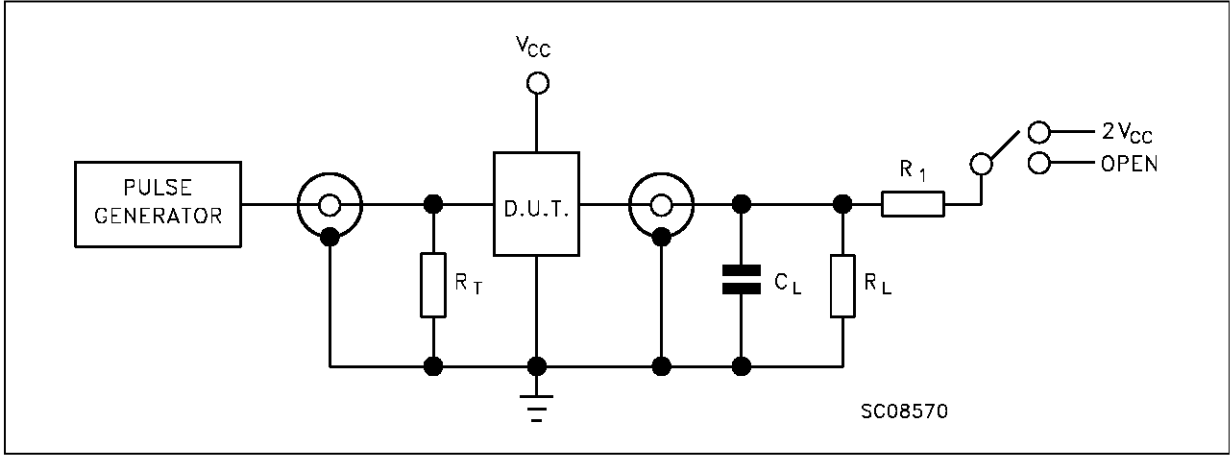 VCC
2VCC
OPEN
R1
PULSE
GENERATOR
D.U.T.
RT
CL
RL
SC08570